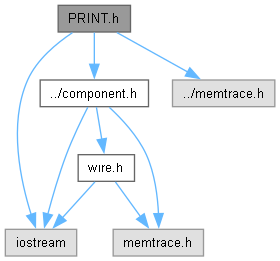 PRINT.h
../component.h
../memtrace.h
wire.h
iostream
memtrace.h